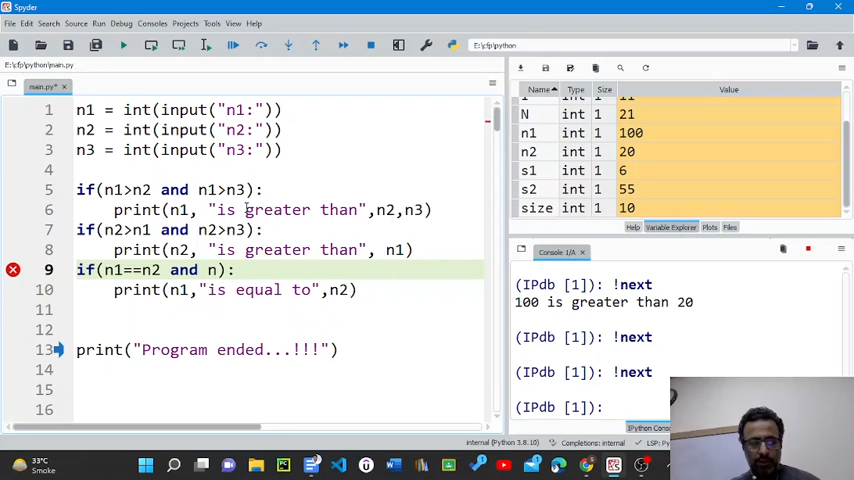 Spyder
File Edit Search Source Run Debug Consoles Projects Tools View Help
E:\cfp\python
E:\cfp\python\main.py
main.py*
1 n1 = int(input("n1:"))
2 n2 = int(input("n2:"))
3 n3 = int(input("n3:"))
4
5 if(n1>n2 and n1>n3):
6 print(n1, "is greater than",n2,n3)
7 if(n2>n1 and n2>n3):
8 print(n2, "is greater than", n1)
9 if(n1==n2 and n):
10 print(n1,"is equal to",n2)
11
12
13 print("Program ended...!!!")
14
15
16
Name Type Size Value
int 1 11
N int 1 21
n1 int 1 100
n2 int 1 20
s1 int 1 6
s2 int 1 55
size int 1 10
Help Variable Explorer Plots Files
Console 1/A
(IPdb [1]): !next
100 is greater than 20
(IPdb [1]): !next
(IPdb [1]): !next
(IPdb [1]):
IPython Con
internal (Python 3.8.10) Completions: internal LSP:
33°C
Smoke